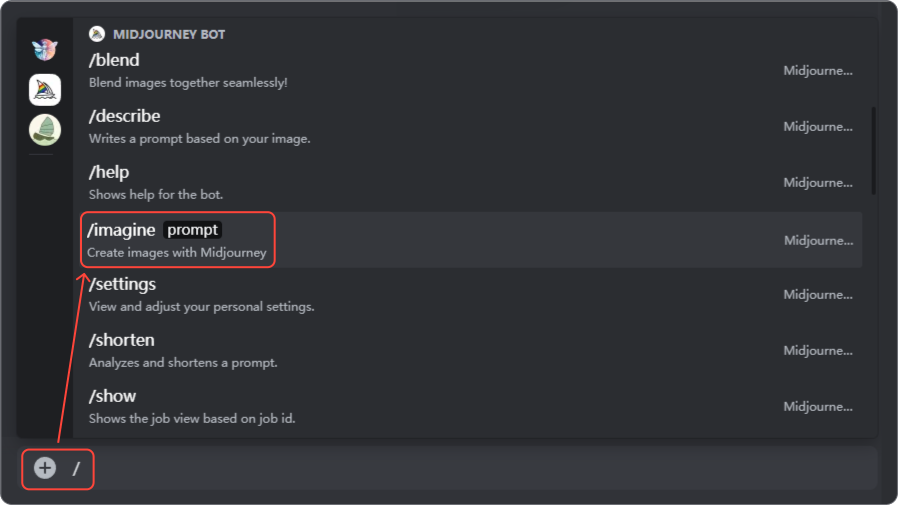 MIDJOURNEY BOT
/blend
Blend images together seamlessly!
Midjourne...
/describe
Writes a prompt based on your image.
Midjourne...
/help
Shows help for the bot.
Midjourne...
/imagine prompt
Create images with Midjourney
Midjourne...
/settings
View and adjust your personal settings.
Midjourne...
/shorten
Analyzes and shortens a prompt.
Midjourne...
/show
Shows the job view based on job id.
Midjourne...
/